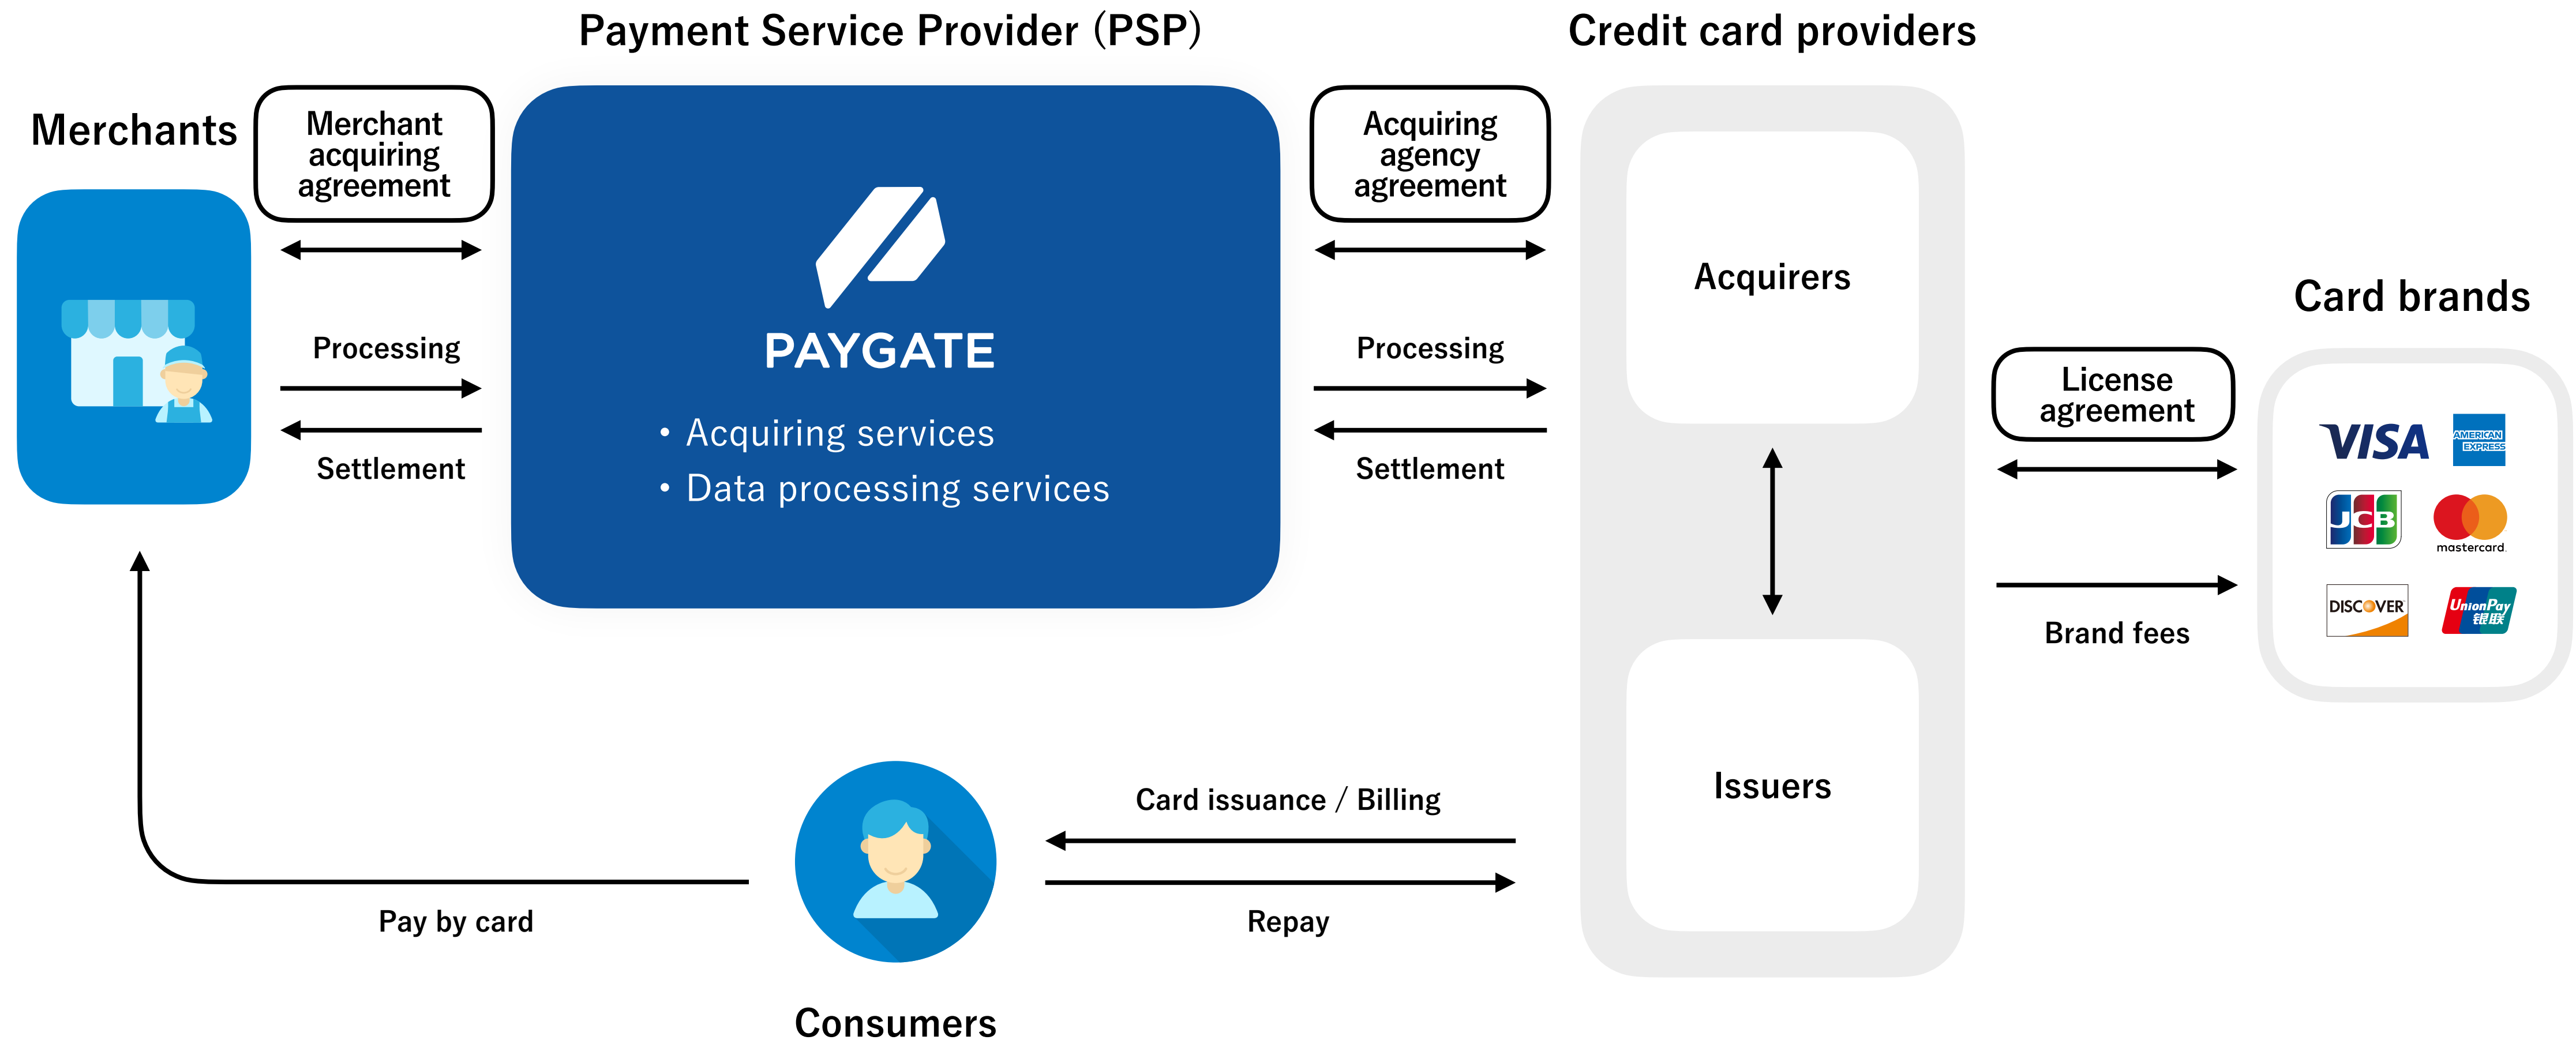 Payment Service Provider (PSP)
Credit card providers
Merchants
Merchant
acquiring
agreement
Acquiring
agency
agreement
PAYGATE
• Acquiring services
• Data processing services
Processing
Settlement
Processing
Settlement
Acquirers
Issuers
Card brands
License
agreement
Brand fees
VISA
AMERICAN
EXPRESS
JCB
mastercard.
DISCOVER
UnionPay
银联
Card issuance / Billing
Repay
Pay by card
Consumers